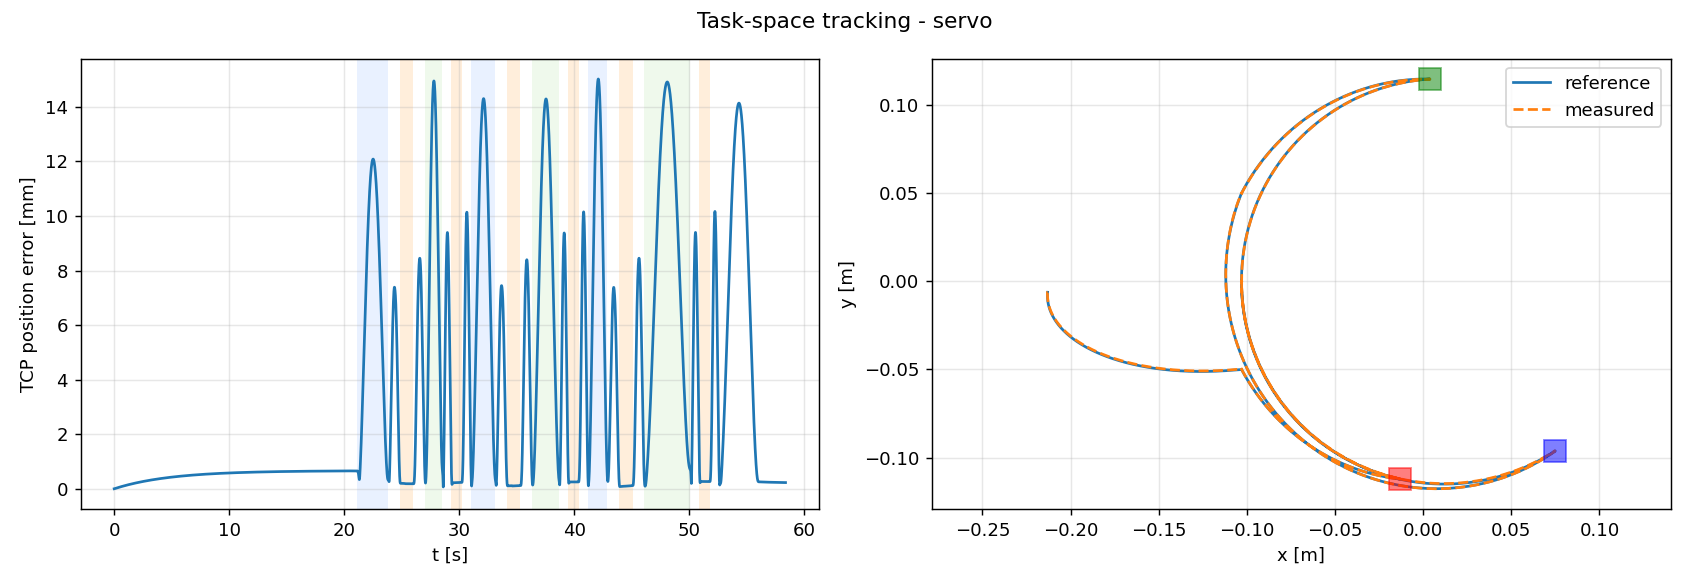 Task-space tracking - servo
TCP position error [mm]
14
12
10
8
6
4
2
0
0 10 20 30 40 50 60
t [s]
y [m]
0.10
0.05
0.00
−0.05
−0.10
−0.25 −0.20 −0.15 −0.10 −0.05 0.00 0.05 0.10
x [m]
reference
measured